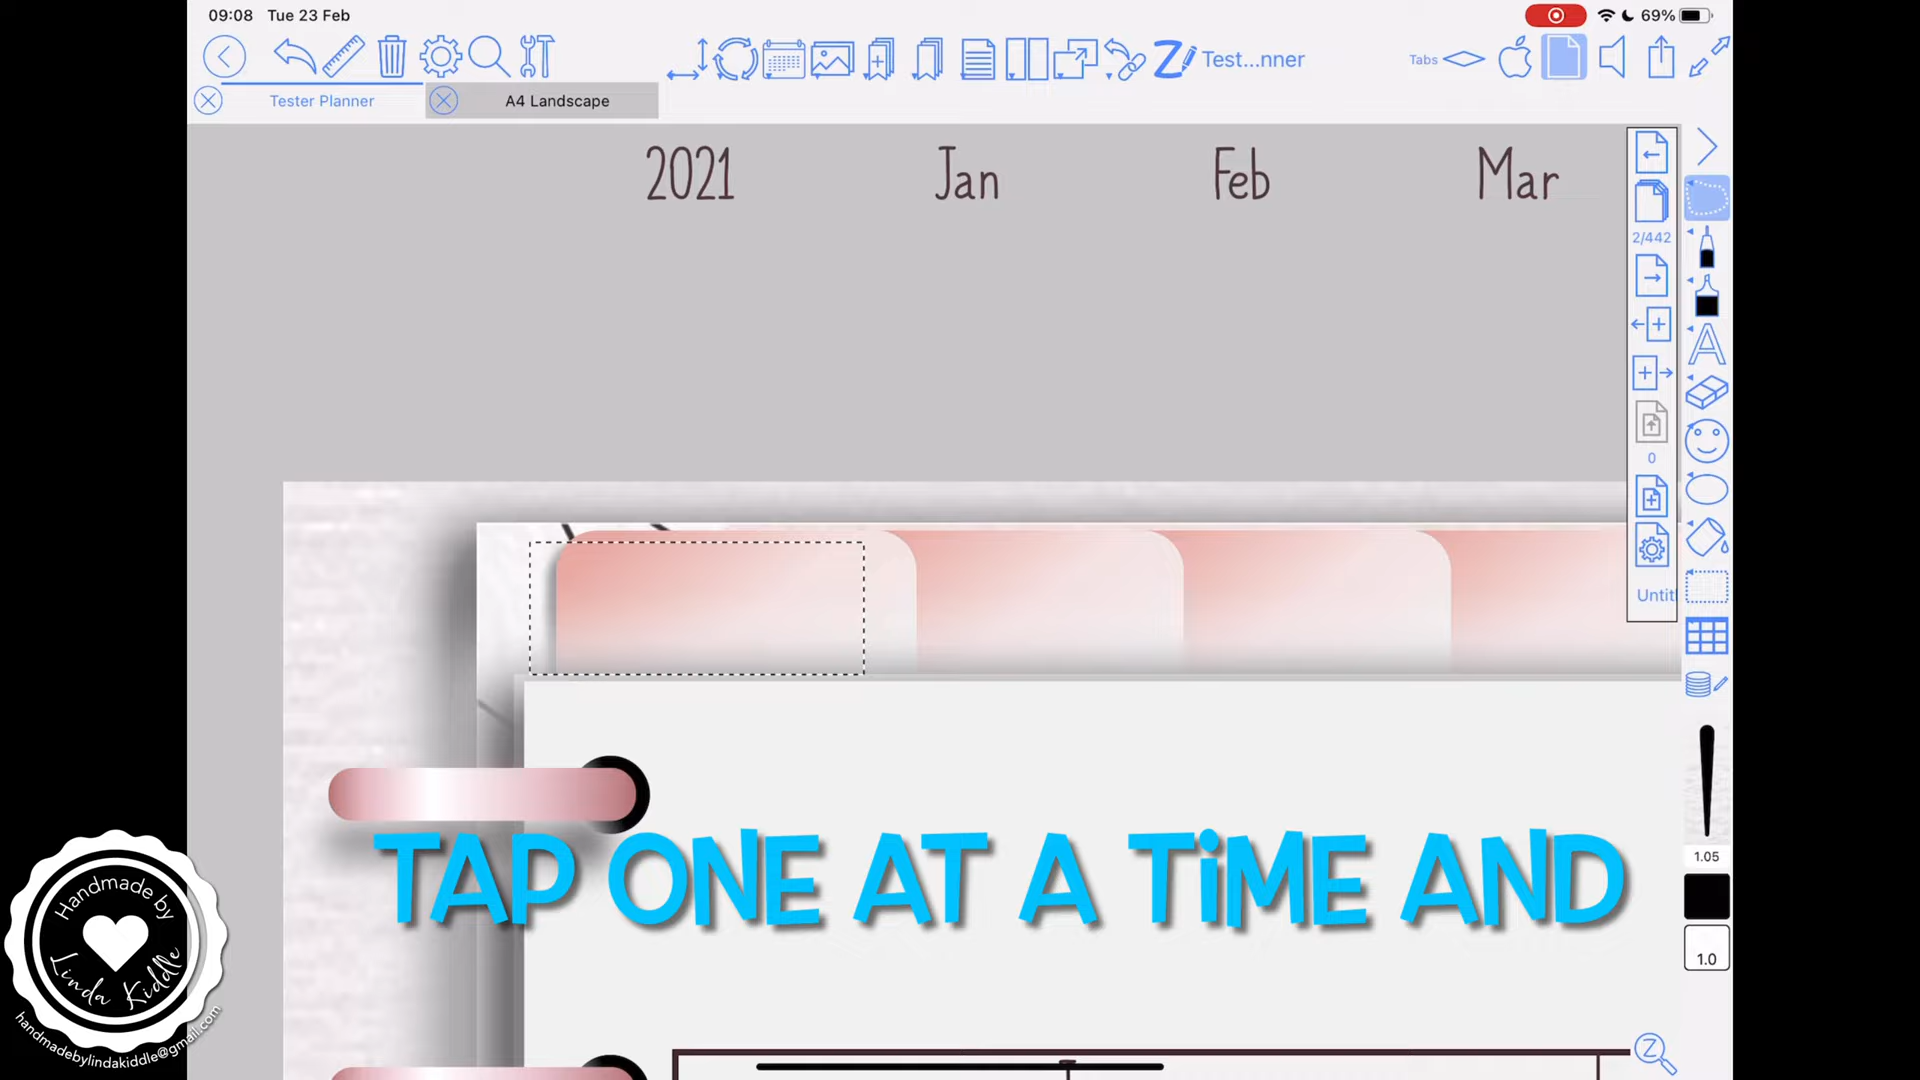 09:08 Tue 23 Feb
69%
Test...nner
Tabs
Tester Planner
A4 Landscape
2021 Jan Feb Mar
2/442
A
0
Untit
TAP ONE AT A TiME AND
1.05
1.0
Z
Handmade by
Linda Kiddle
handmadebylindakiddle@gmail.com